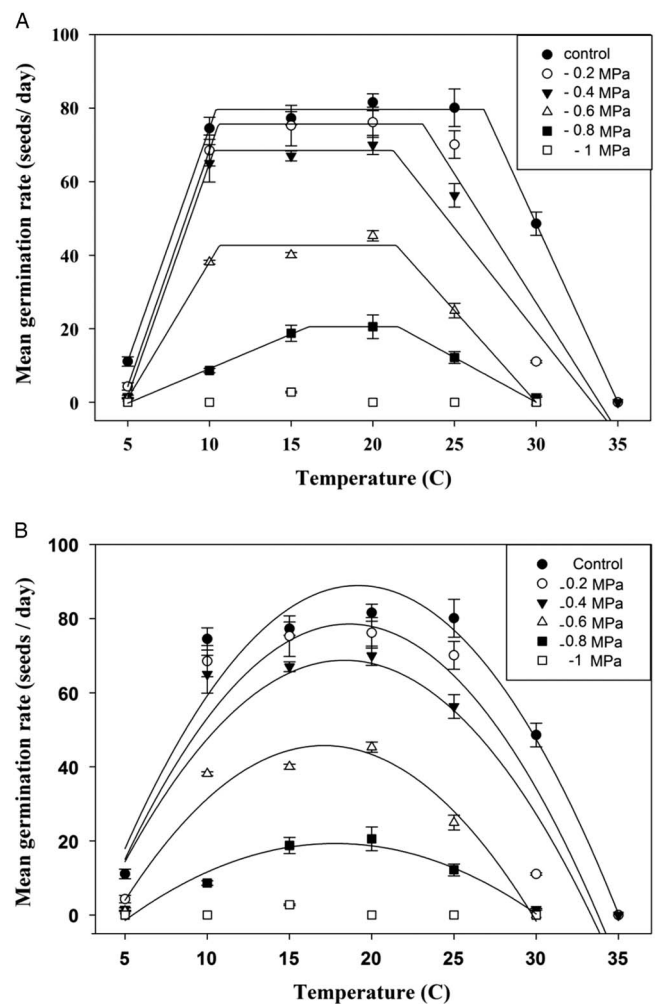 A
100
80
60
40
20
0
Mean germination rate (seeds/ day)
control
- 0.2 MPa
- 0.4 MPa
- 0.6 MPa
- 0.8 MPa
- 1 MPa
5 10 15 20 25 30 35
Temperature (C)
B
100
80
60
40
20
0
Mean germination rate (seeds / day)
Control
-0.2 MPa
-0.4 MPa
-0.6 MPa
-0.8 MPa
-1 MPa
5 10 15 20 25 30 35
Temperature (C)